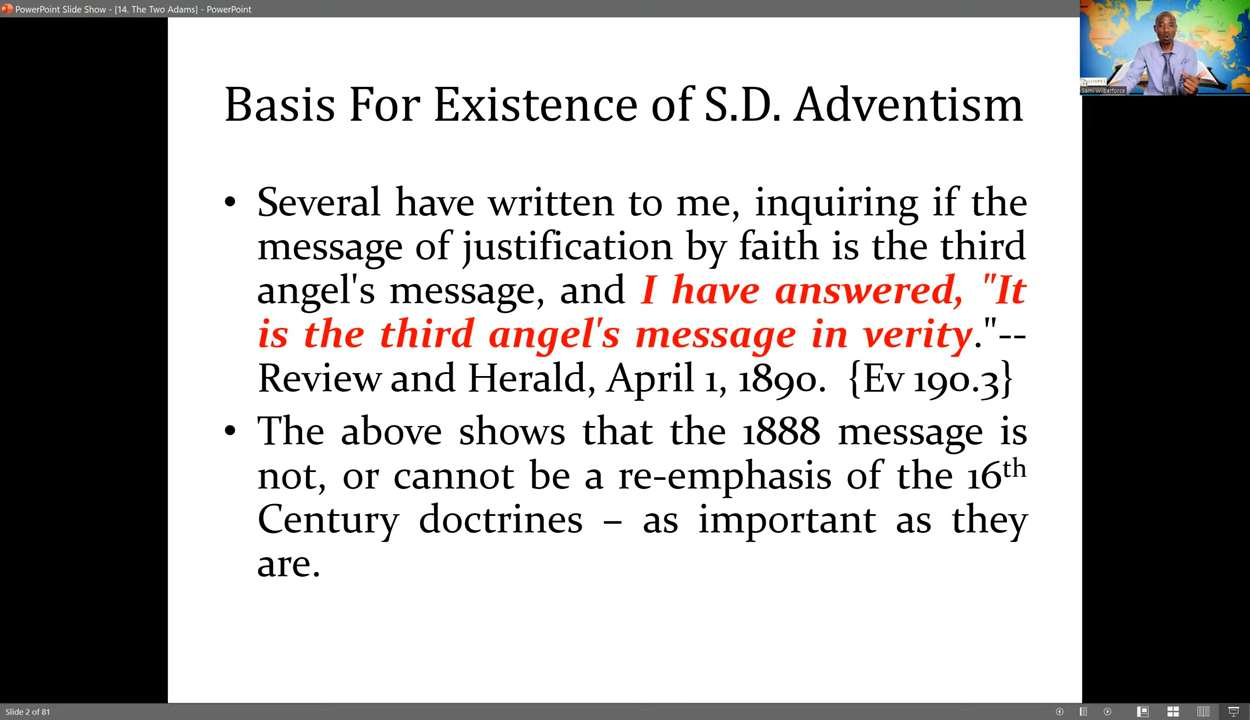 PowerPoint Slide Show - [14. The Two Adams] - PowerPoint
Basis For Existence of S.D. Adventism
• Several have written to me, inquiring if the
message of justification by faith is the third
angel's message, and I have answered, "It
is the third angel's message in verity."--
Review and Herald, April 1, 1890. {Ev 190.3}
• The above shows that the 1888 message is
not, or cannot be a re-emphasis of the 16th
Century doctrines – as important as they
are.
Sami Wilberforce
Slide 2 of 81